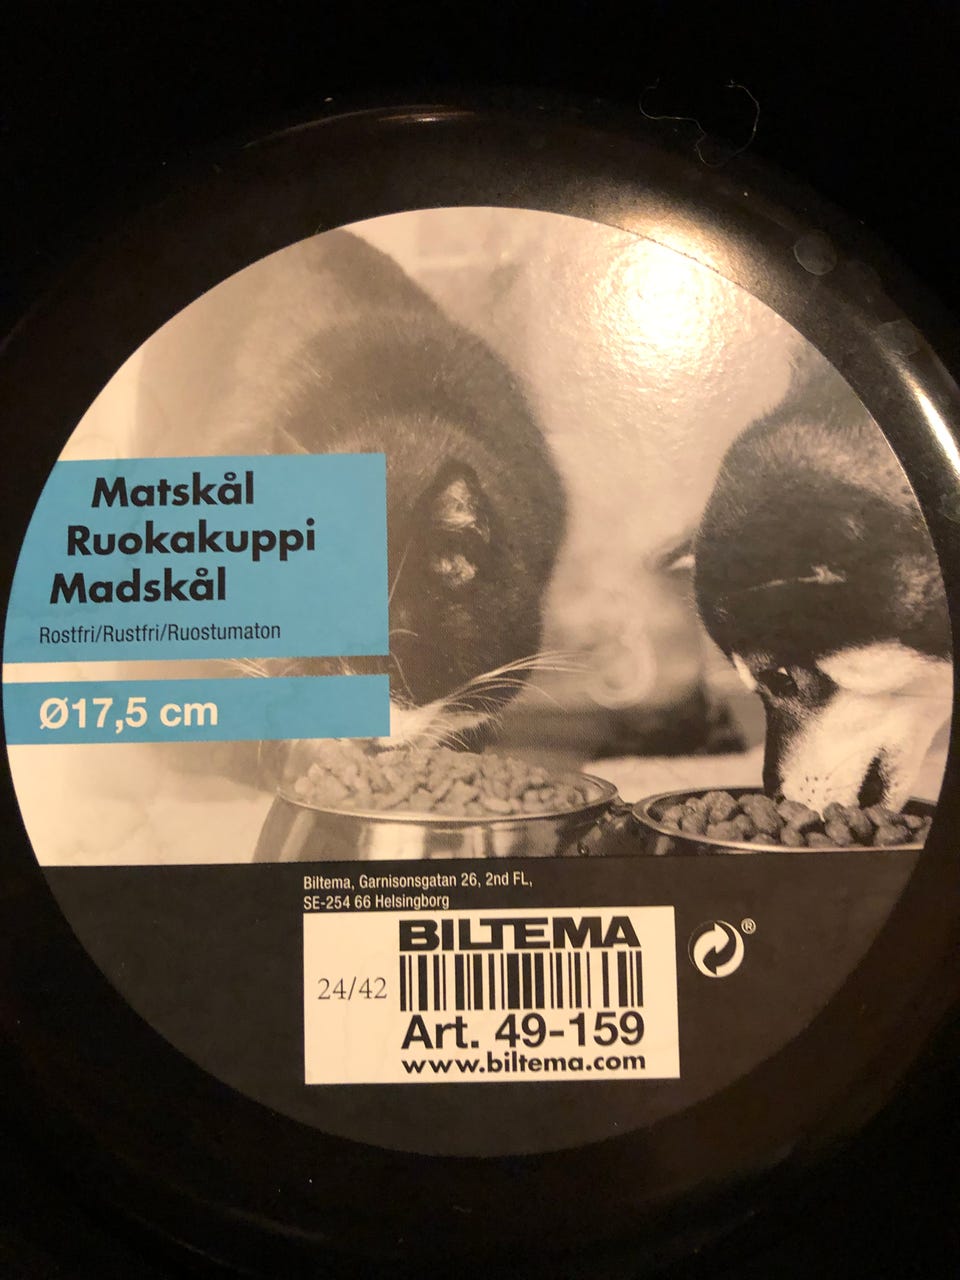 Matskål
Ruokakuppi
Madskål
Rostfri/Rustfri/Ruostumaton
Ø17,5 cm
Biltema, Garnisonsgatan 26, 2nd FL,
SE-254 66 Helsingborg
BILTEMA
24/42
Art. 49-159
www.biltema.com
®